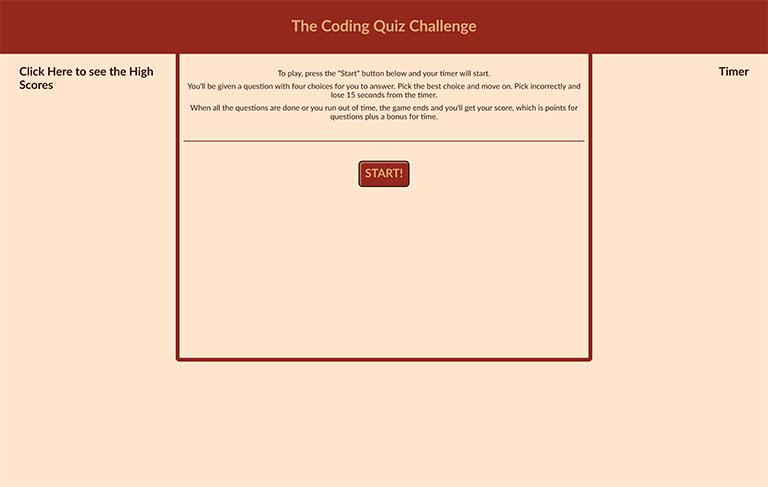 The Coding Quiz Challenge
Click Here to see the High
Scores
Timer
To play, press the "Start" button below and your timer will start.
You'll be given a question with four choices for you to answer. Pick the best choice and move on. Pick incorrectly and
lose 15 seconds from the timer.
When all the questions are done or you run out of time, the game ends and you'll get your score, which is points for
questions plus a bonus for time.
START!